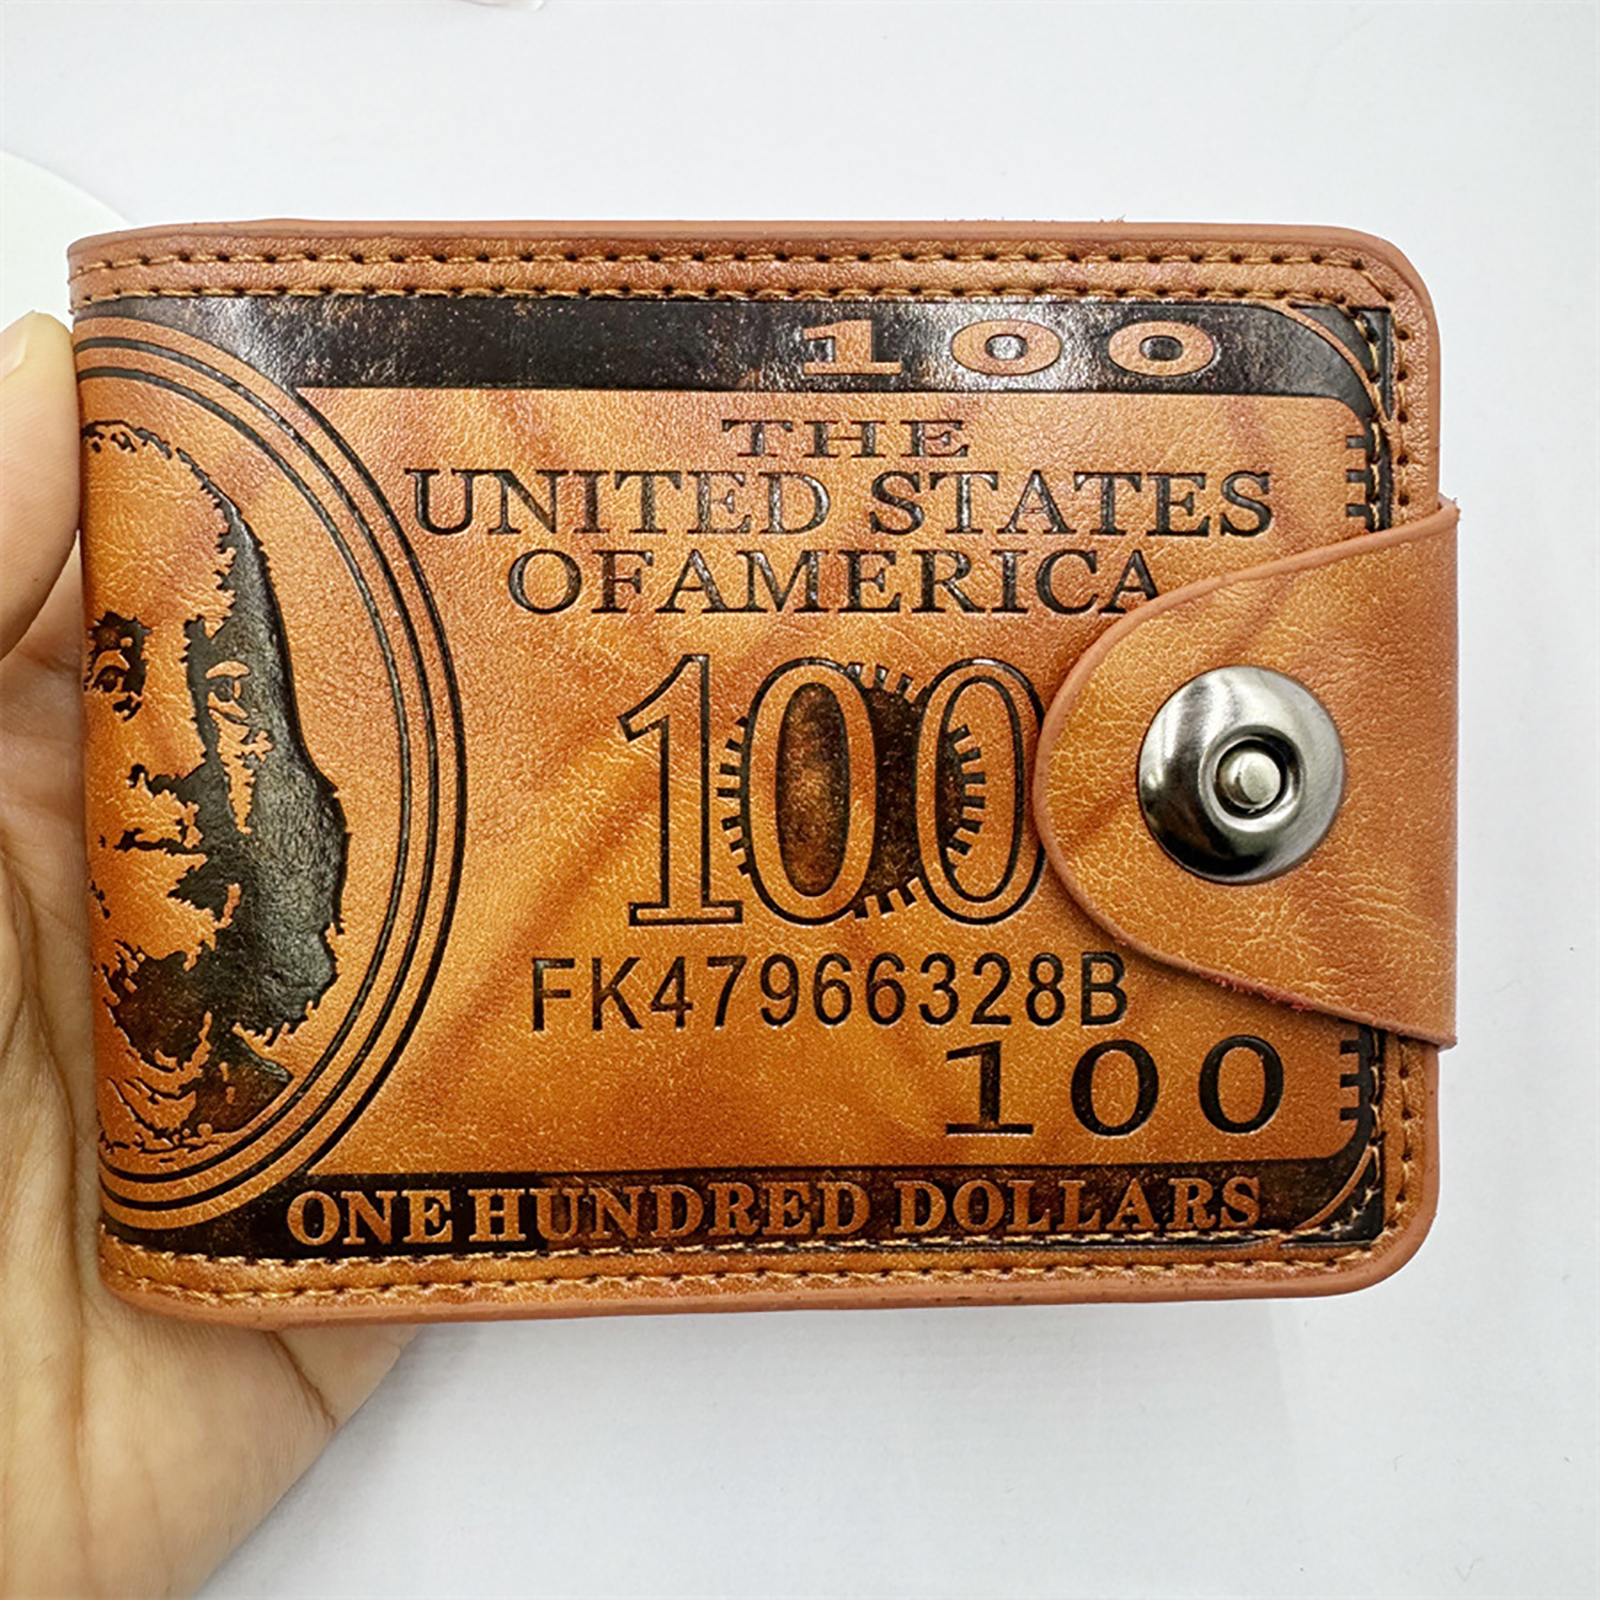 100
THE
UNITED STATES
OFAMERICA
100
FK47966328B
100
ONE HUNDRED DOLLARS